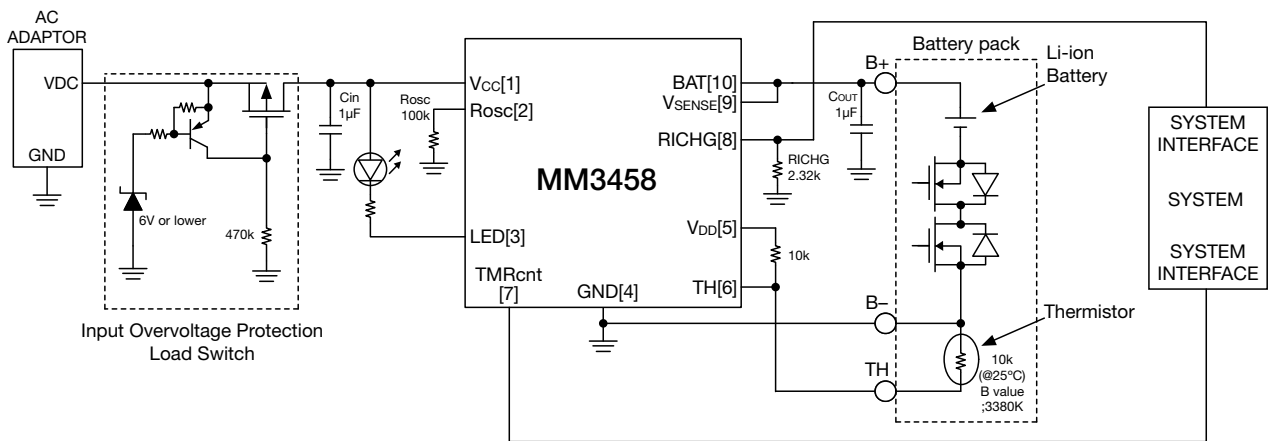 AC
ADAPTOR
VDC
GND
6V or lower
470k
Input Overvoltage Protection
Load Switch
Cin
1µF
Rosc
100k
VCC[1]
Rosc[2]
LED[3]
TMRcnt
[7]
GND[4]
MM3458
BAT[10]
VSENSE[9]
RICHG[8]
VDD[5]
TH[6]
RICHG
2.32k
10k
COUT
1µF
B+
B−
TH
Battery pack
Li-ion
Battery
Thermistor
10k
(@25°C)
B value
;3380K
SYSTEM
INTERFACE
SYSTEM
SYSTEM
INTERFACE